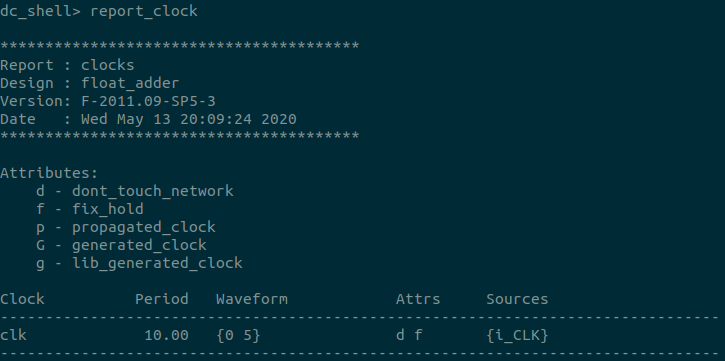 dc_shell> report_clock
****************************************
Report : clocks
Design : float_adder
Version: F-2011.09-SP5-3
Date   : Wed May 13 20:09:24 2020
****************************************
Attributes:
    d - dont_touch_network
    f - fix_hold
    p - propagated_clock
    G - generated_clock
    g - lib_generated_clock
Clock          Period   Waveform            Attrs     Sources
--------------------------------------------------------------------------------
clk             10.00   {0 5}               d f       {i_CLK}
--------------------------------------------------------------------------------